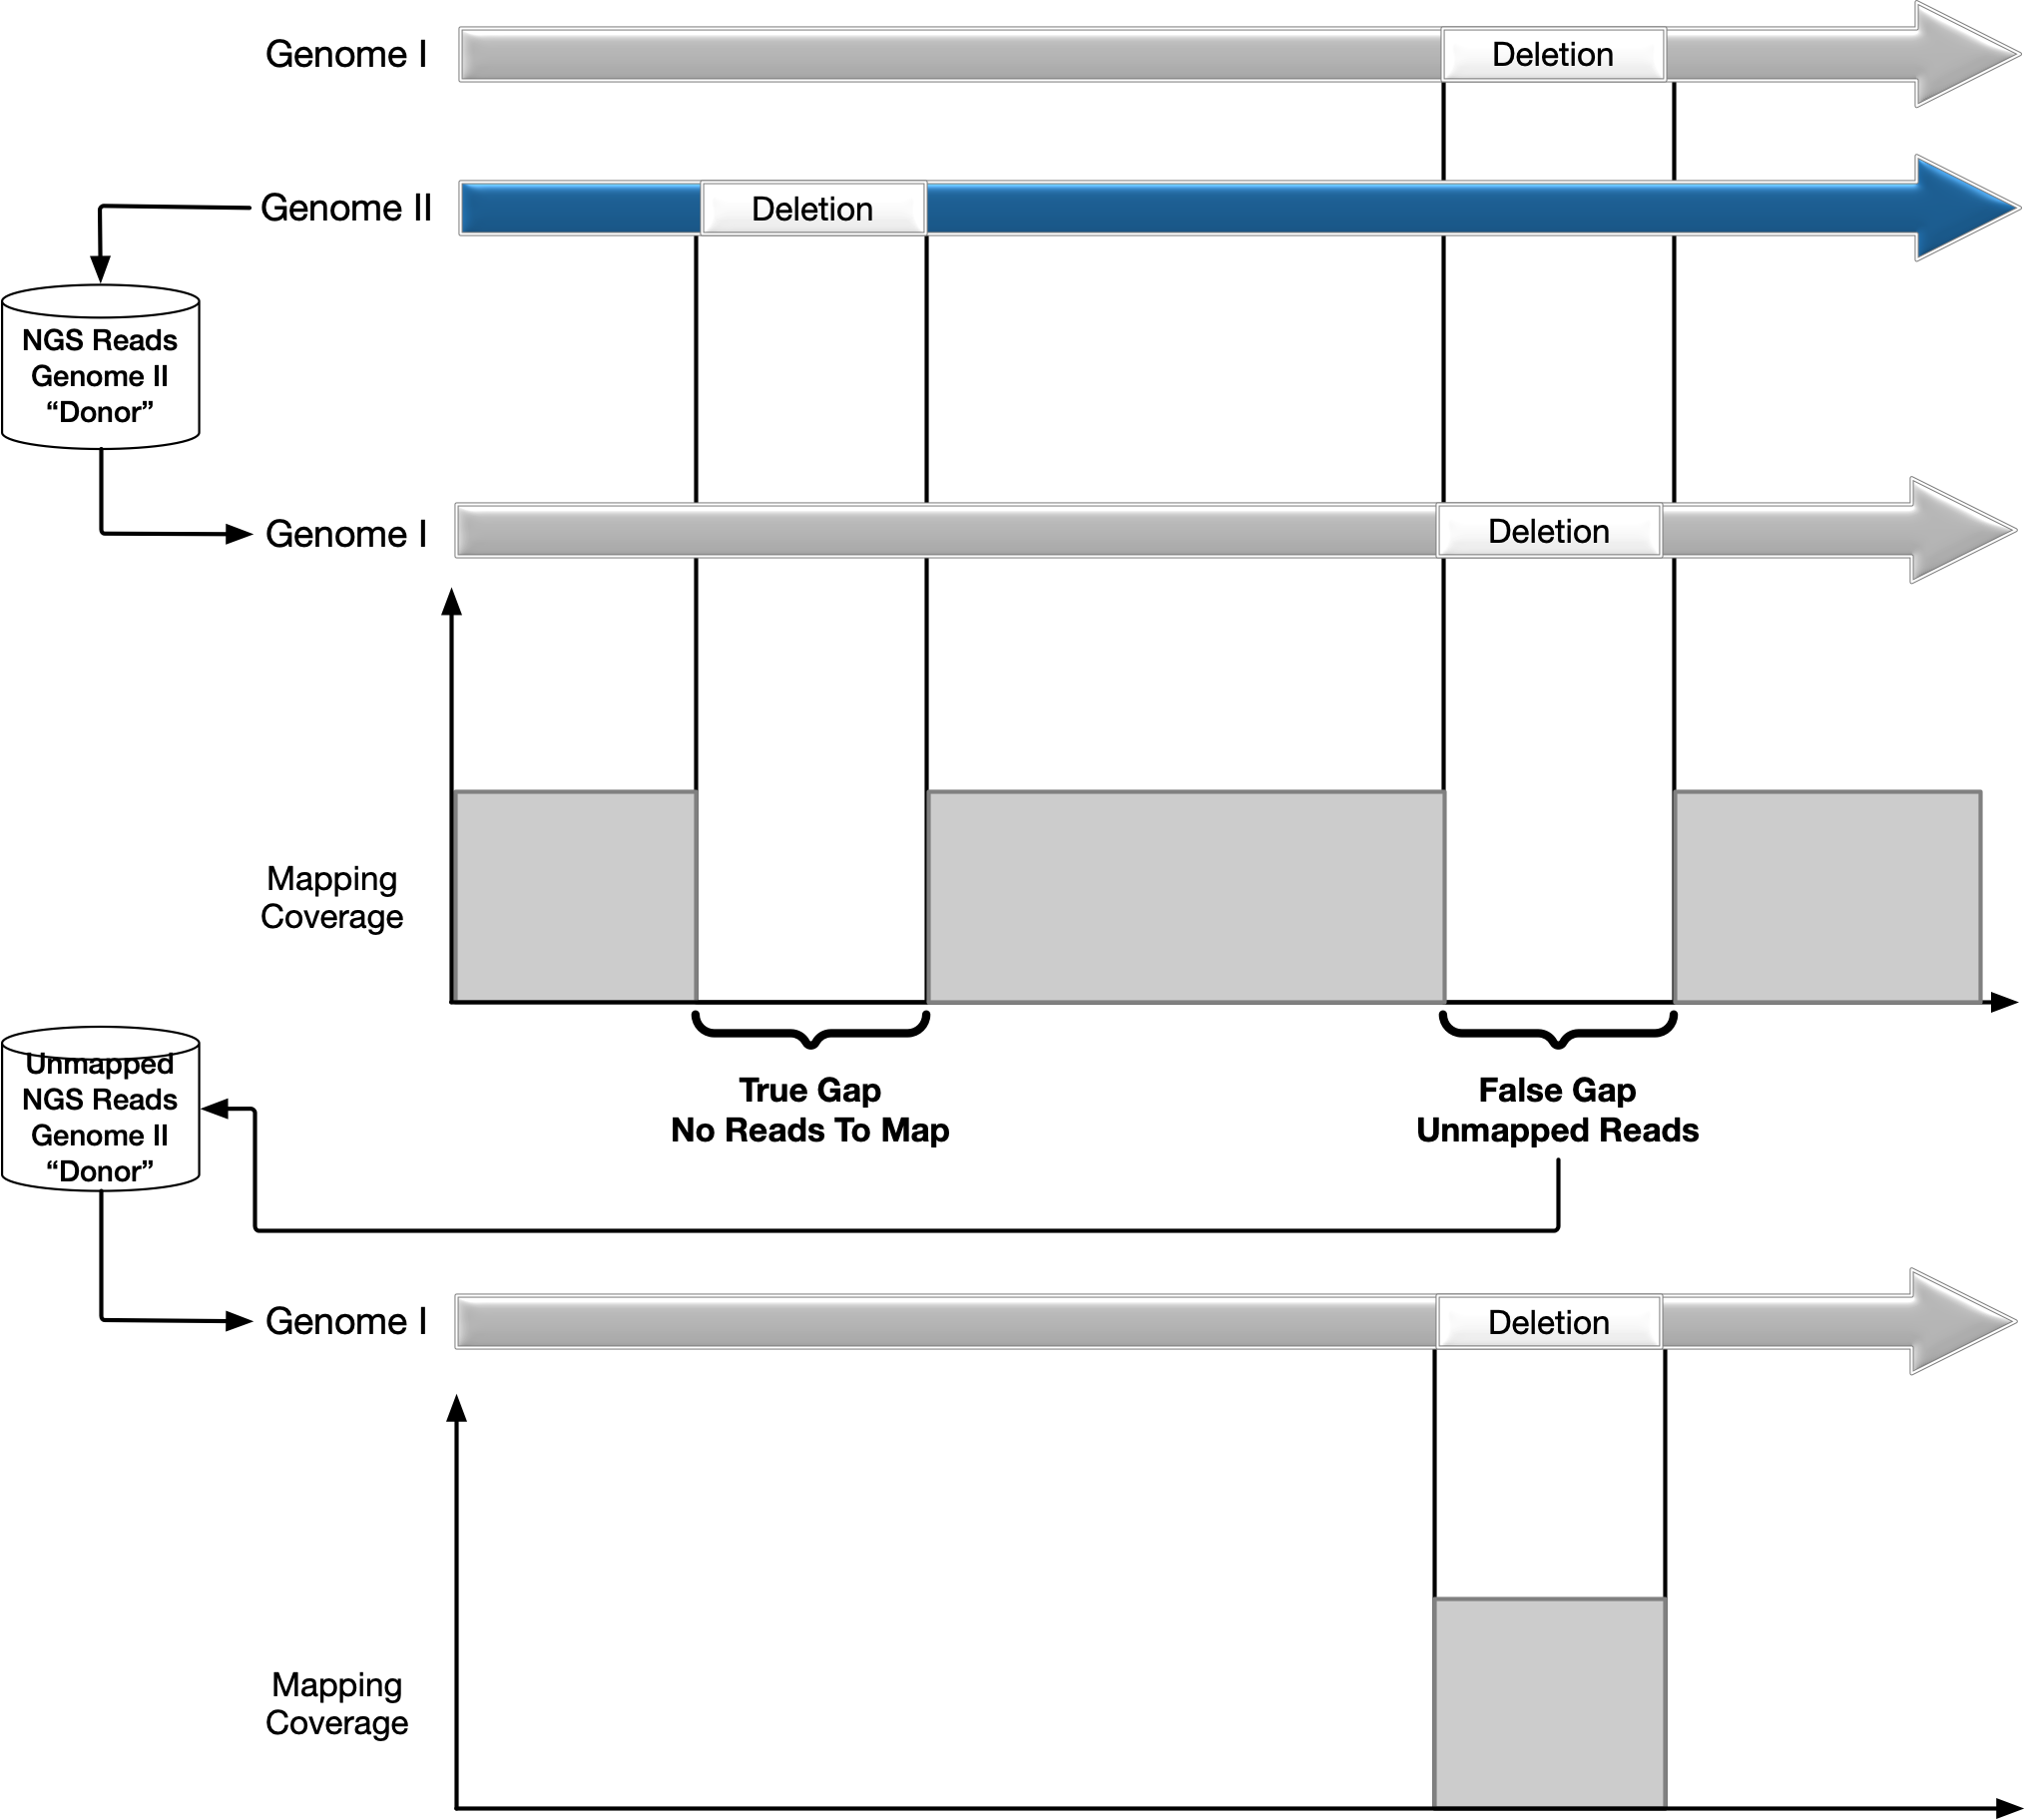 Genome I
Deletion
Genome II
Deletion
NGS Reads
Genome II
“Donor”
Genome I
Deletion
Mapping
Coverage
True Gap
No Reads To Map
False Gap
Unmapped Reads
Unmapped
NGS Reads
Genome II
“Donor”
Genome I
Deletion
Mapping
Coverage